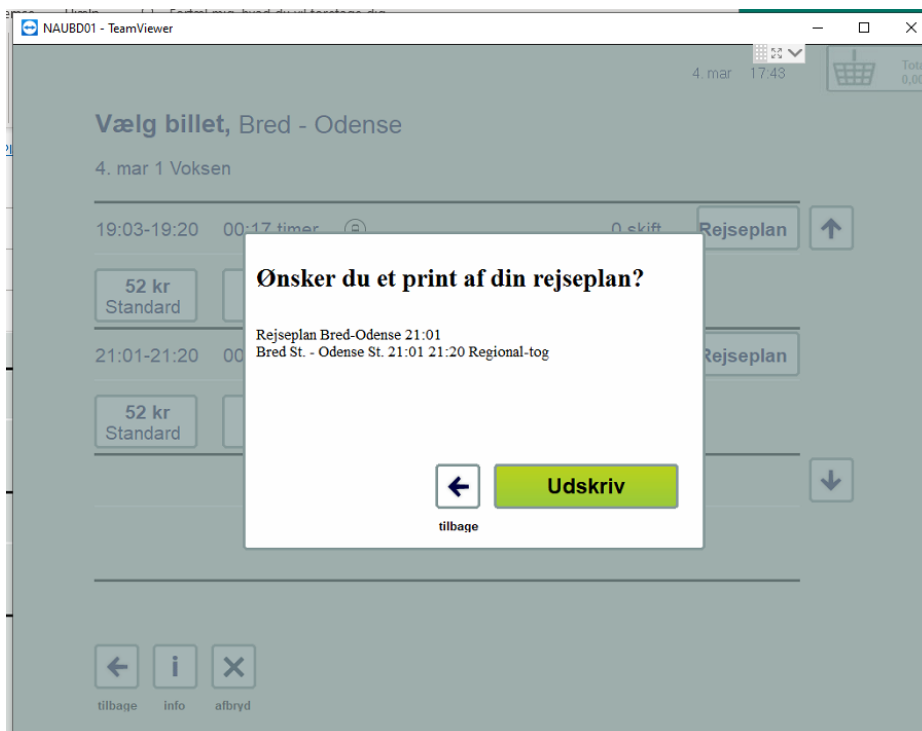 NAUBD01 - TeamViewer
4. mar 17:43
Vælg billet, Bred - Odense
4. mar 1 Voksen
19:03-19:20 00:17 timer 0 skift Rejseplan
52 kr
Standard
21:01-21:20 00 Rejseplan
52 kr
Standard
Ønsker du et print af din rejseplan?
Rejseplan Bred-Odense 21:01
Bred St. - Odense St. 21:01 21:20 Regional-tog
Udskriv
tilbage
tilbage info afbryd